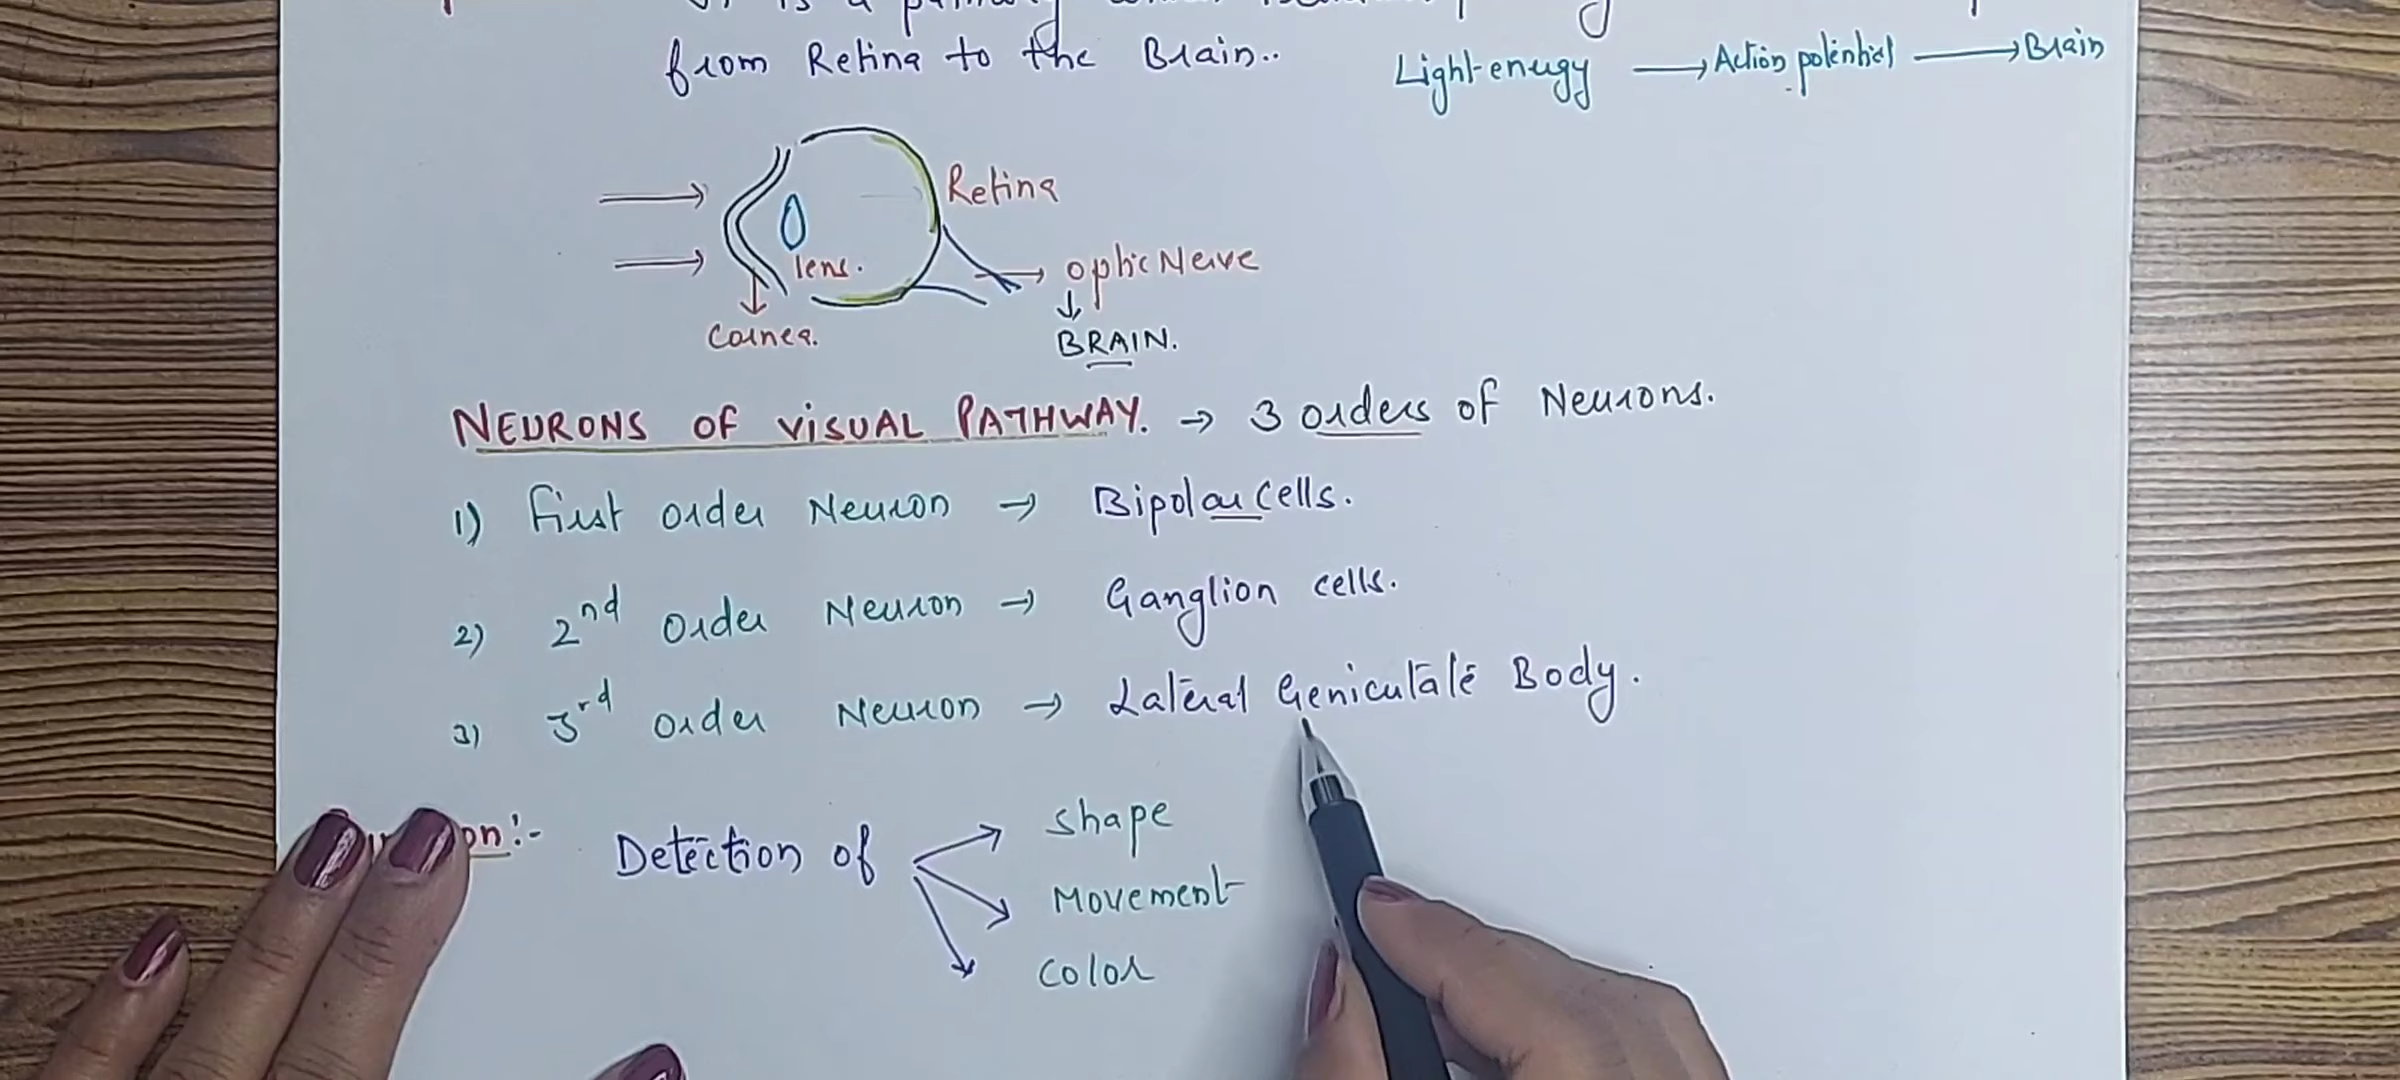 from Retina to the Brain..
Light energy → Action potential → Brain
Retina
lens.
optic Nerve
Cornea.
BRAIN.
NEURONS OF VISUAL PATHWAY. → 3 orders of Neurons.
1) First order Neuron → Bipolar cells.
2) 2nd order Neuron → Ganglion cells.
3) 3rd order Neuron → Lateral Geniculate Body.
Detection of
Shape
Movement
Color